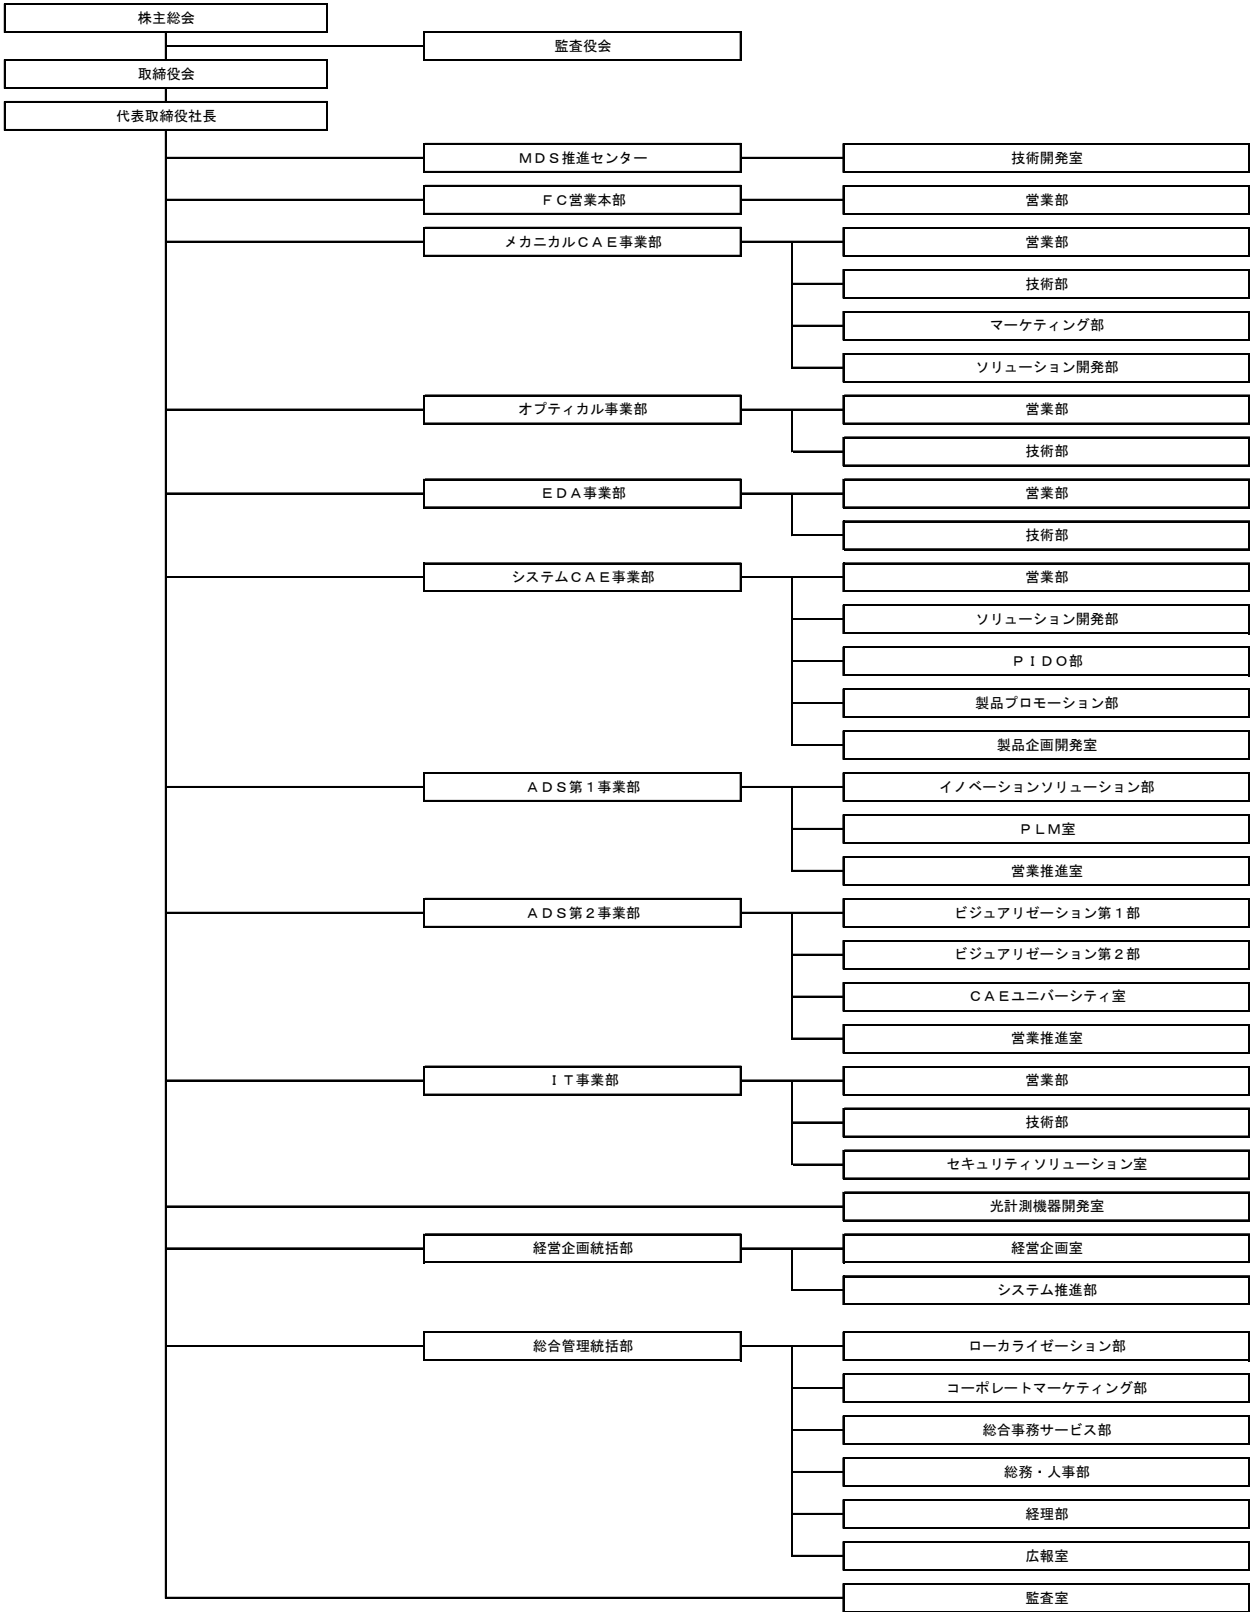 株主総会
監査役会
取締役会
代表取締役社長
ＭＤＳ推進センター
技術開発室
ＦＣ営業本部
営業部
メカニカルＣＡＥ事業部
営業部
技術部
マーケティング部
ソリューション開発部
オプティカル事業部
営業部
技術部
ＥＤＡ事業部
営業部
技術部
システムＣＡＥ事業部
営業部
ソリューション開発部
ＰＩＤＯ部
製品プロモーション部
製品企画開発室
ＡＤＳ第１事業部
イノベーションソリューション部
ＰＬＭ室
営業推進室
ＡＤＳ第２事業部
ビジュアリゼーション第１部
ビジュアリゼーション第２部
ＣＡＥユニバーシティ室
営業推進室
ＩＴ事業部
営業部
技術部
セキュリティソリューション室
光計測機器開発室
経営企画統括部
経営企画室
システム推進部
総合管理統括部
ローカライゼーション部
コーポレートマーケティング部
総合事務サービス部
総務・人事部
経理部
広報室
監査室